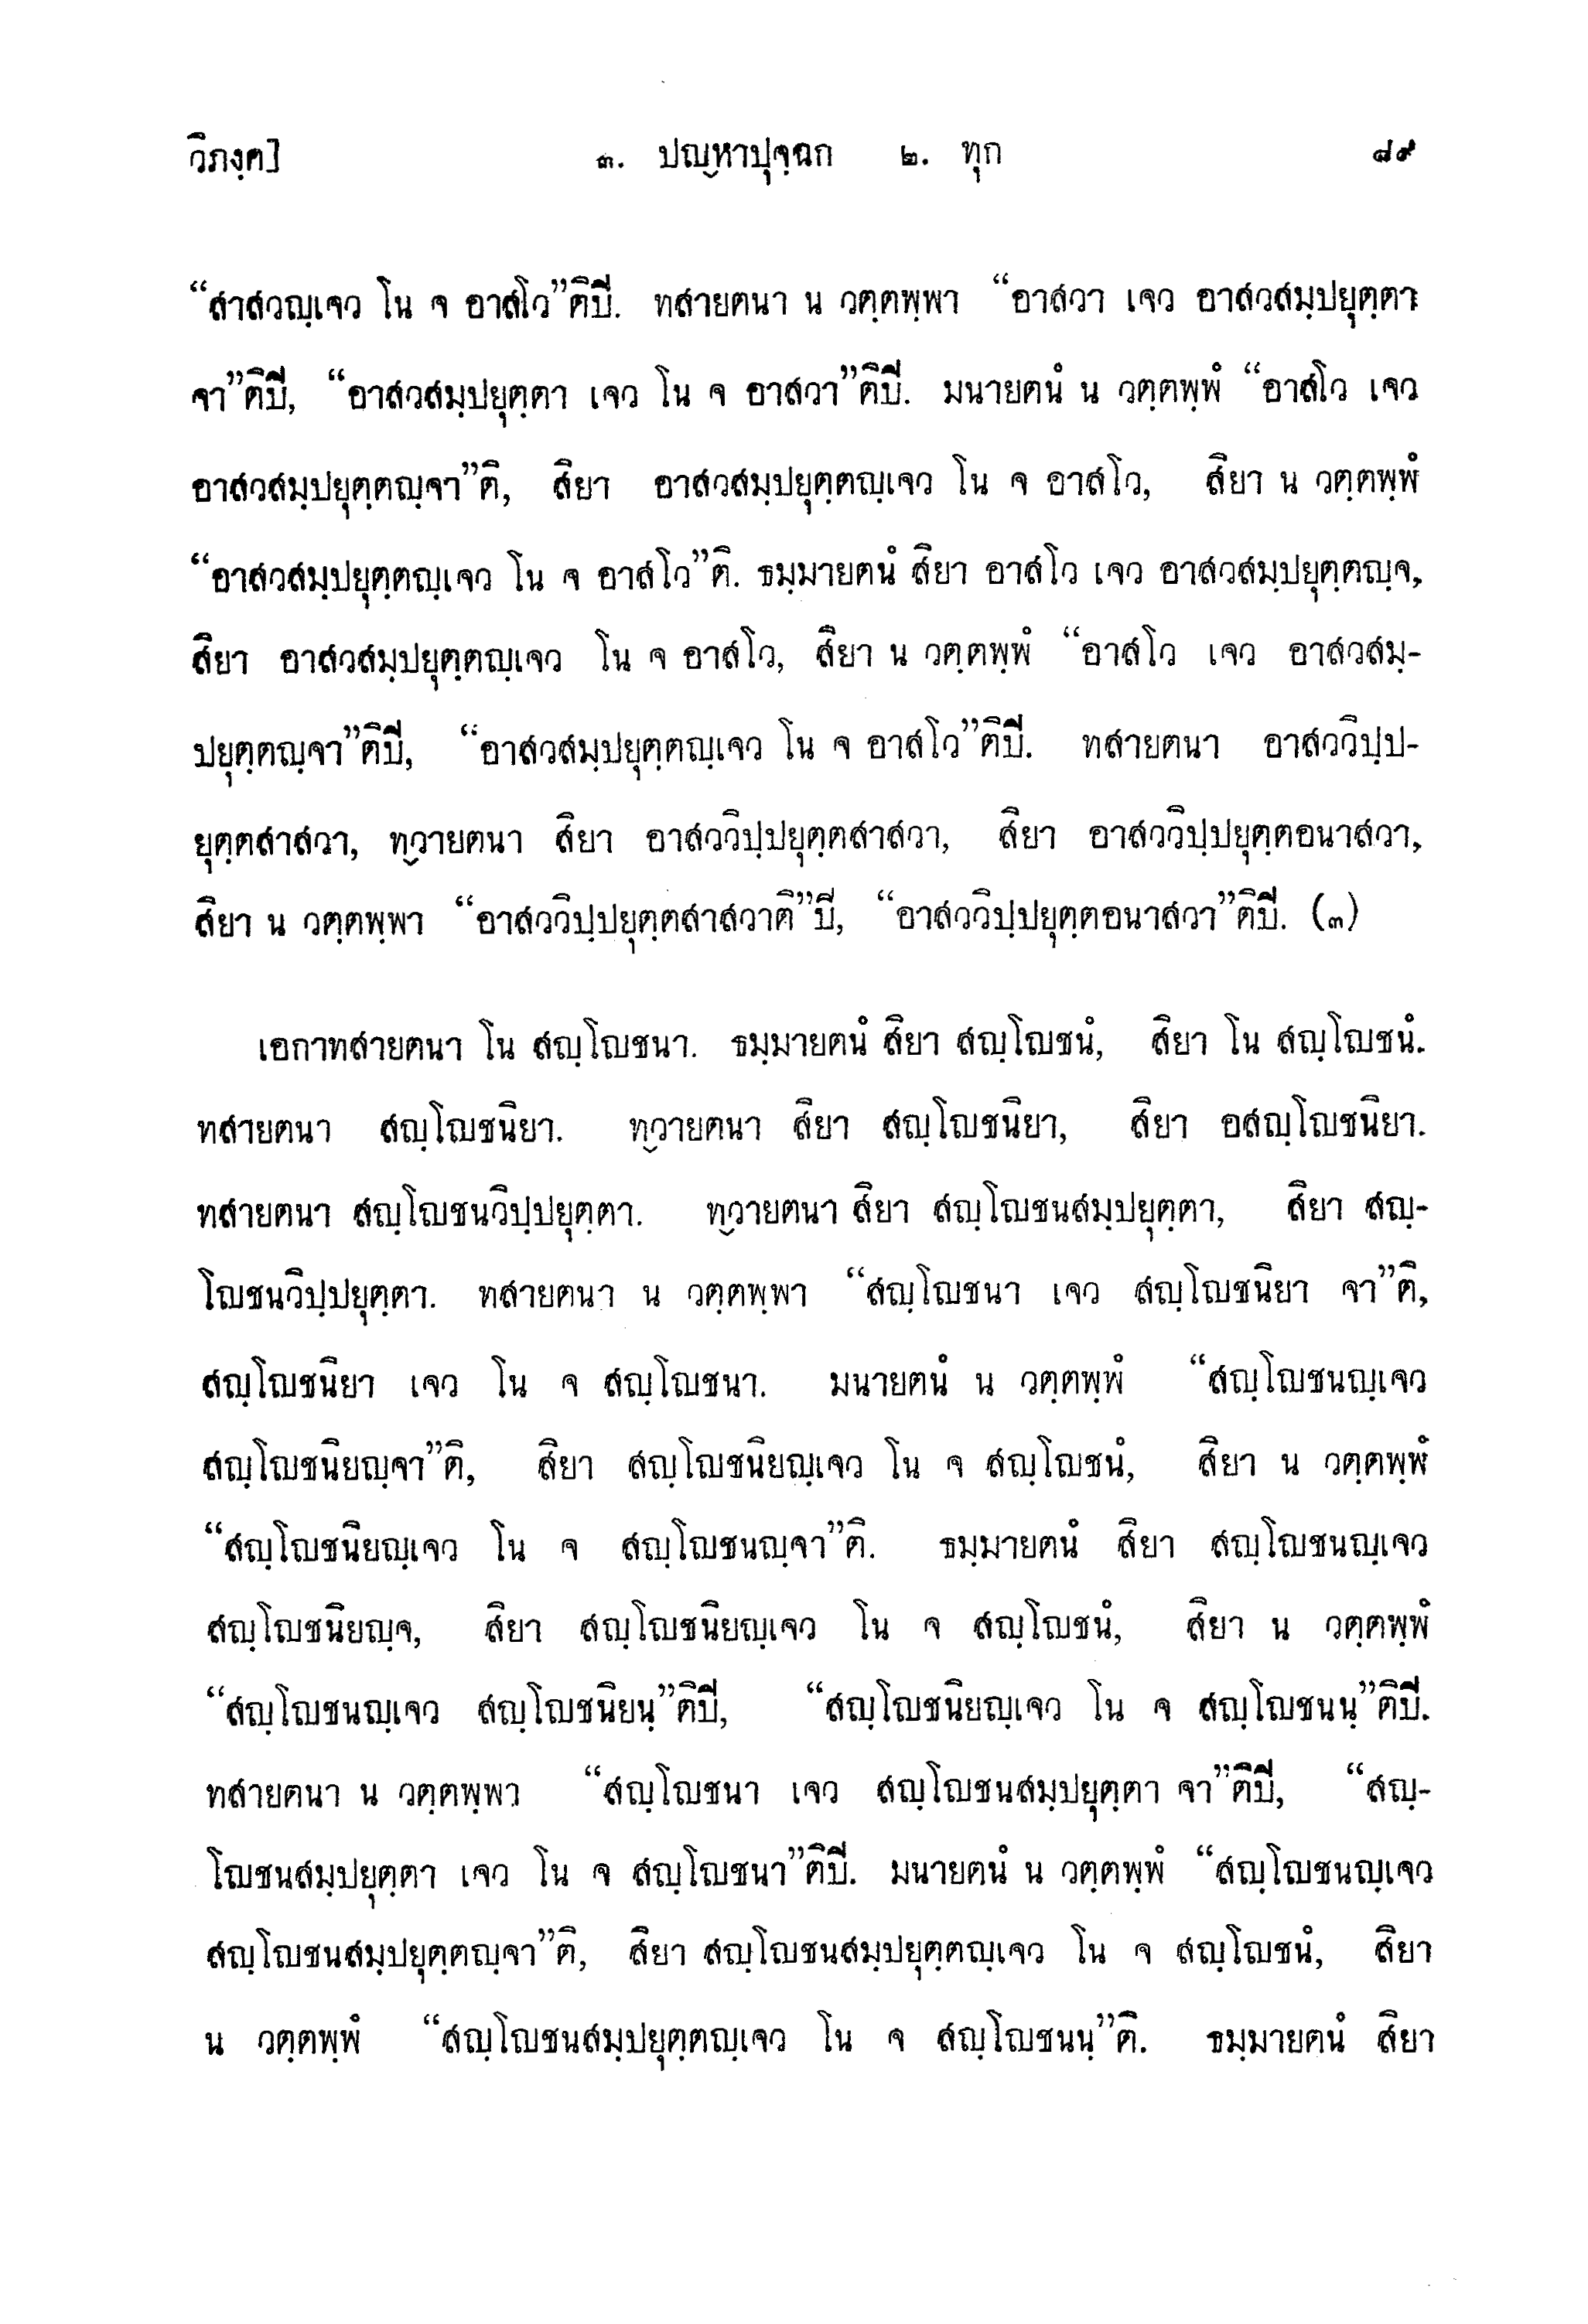 วิภงฺค] ๓. ปญฺหาปุจฺฉก ๒. ทุก ๘๙
“สาสวญฺเจว โน จ อาสโว”ติปี. ทสายตนา น วตฺตพฺพา “อาสวา เจว อาสวสมฺปยุตฺตา
จา”ติปี, “อาสวสมฺปยุตฺตา เจว โน จ อาสวา”ติปี. มนายตนํ น วตฺตพฺพํ “อาสโว เจว
อาสวสมฺปยุตฺตญฺจา”ติ, สิยา อาสวสมฺปยุตฺตญฺเจว โน จ อาสโว, สิยา น วตฺตพฺพํ
“อาสวสมฺปยุตฺตญฺเจว โน จ อาสโว”ติ. ธมฺมายตนํ สิยา อาสโว เจว อาสวสมฺปยุตฺตญฺจ,
สิยา อาสวสมฺปยุตฺตญฺเจว โน จ อาสโว, สิยา น วตฺตพฺพํ “อาสโว เจว อาสวสมฺ-
ปยุตฺตญฺจา”ติปี, “อาสวสมฺปยุตฺตญฺเจว โน จ อาสโว”ติปี. ทสายตนา อาสววิปฺป-
ยุตฺตสาสวา, ทฺวายตนา สิยา อาสววิปฺปยุตฺตสาสวา, สิยา อาสววิปฺปยุตฺตอนาสวา,
สิยา น วตฺตพฺพา “อาสววิปฺปยุตฺตสาสวาติ”ปี, “อาสววิปฺปยุตฺตอนาสวา”ติปี. (๓)
เอกาทสายตนา โน สญฺโญชนา. ธมฺมายตนํ สิยา สญฺโญชนํ, สิยา โน สญฺโญชนํ.
ทสายตนา สญฺโญชนิยา. ทฺวายตนา สิยา สญฺโญชนิยา, สิยา อสญฺโญชนิยา.
ทสายตนา สญฺโญชนวิปฺปยุตฺตา. ทฺวายตนา สิยา สญฺโญชนสมฺปยุตฺตา, สิยา สญฺ-
โญชนวิปฺปยุตฺตา. ทสายตนา น วตฺตพฺพา “สญฺโญชนา เจว สญฺโญชนิยา จา”ติ,
สญฺโญชนิยา เจว โน จ สญฺโญชนา. มนายตนํ น วตฺตพฺพํ “สญฺโญชนญฺเจว
สญฺโญชนิยญฺจา”ติ, สิยา สญฺโญชนิยญฺเจว โน จ สญฺโญชนํ, สิยา น วตฺตพฺพํ
“สญฺโญชนิยญฺเจว โน จ สญฺโญชนญฺจา”ติ. ธมฺมายตนํ สิยา สญฺโญชนญฺเจว
สญฺโญชนิยญฺจ, สิยา สญฺโญชนิยญฺเจว โน จ สญฺโญชนํ, สิยา น วตฺตพฺพํ
“สญฺโญชนญฺเจว สญฺโญชนิยนฺ”ติปี, “สญฺโญชนิยญฺเจว โน จ สญฺโญชนนฺ”ติปี.
ทสายตนา น วตฺตพฺพา “สญฺโญชนา เจว สญฺโญชนสมฺปยุตฺตา จา”ติปี, “สญฺ-
โญชนสมฺปยุตฺตา เจว โน จ สญฺโญชนา”ติปี. มนายตนํ น วตฺตพฺพํ “สญฺโญชนญฺเจว
สญฺโญชนสมฺปยุตฺตญฺจา”ติ, สิยา สญฺโญชนสมฺปยุตฺตญฺเจว โน จ สญฺโญชนํ, สิยา
น วตฺตพฺพํ “สญฺโญชนสมฺปยุตฺตญฺเจว โน จ สญฺโญชนนฺ”ติ. ธมฺมายตนํ สิยา